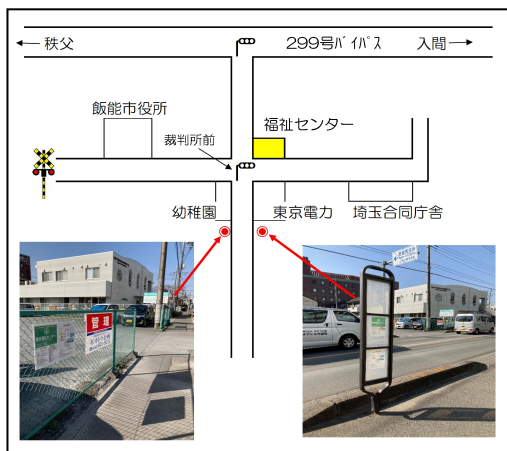 ← 秩父
299号バイパス
入間 →
飯能市役所
福祉センター
裁判所前
幼稚園
東京電力
埼玉合同庁舎
管理